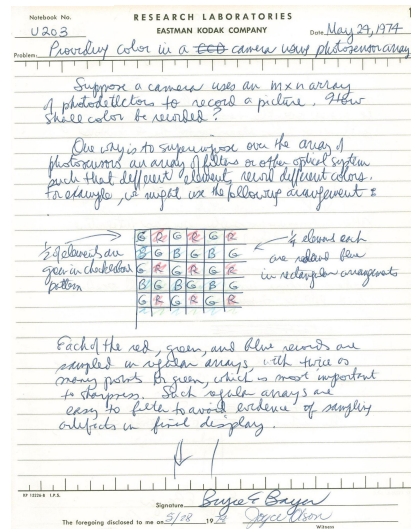 Notebook No.
U203
RESEARCH LABORATORIES
EASTMAN KODAK COMPANY
Date May 29, 1974
Problem: Providing color in a camera using photosensor array
Suppose a camera uses an m x n array
of photodetectors to record a picture. How
shall color be recorded?
One way is to superimpose over the array of
photosensors an array of filters or other optical system
such that different elements record different colors.
For example, we might use the following arrangement:
½ of elements are
green in checkerboard
pattern
G R G R G R
B G B G B G
G R G R G R
B G B G B G
G R G R G R
¼ elements each
are red and blue
in rectangular arrangements
Each of the red, green, and blue records are
sampled in regular arrays, with twice as
many points for green, which is most important
to sharpness. Such regular arrays are
easy to filter to avoid evidence of sampling
artifacts in final display.
I.P.S.
Signature Bryce E Bayer
The foregoing disclosed to me on 5/28 19 Joyce Olson
Witness